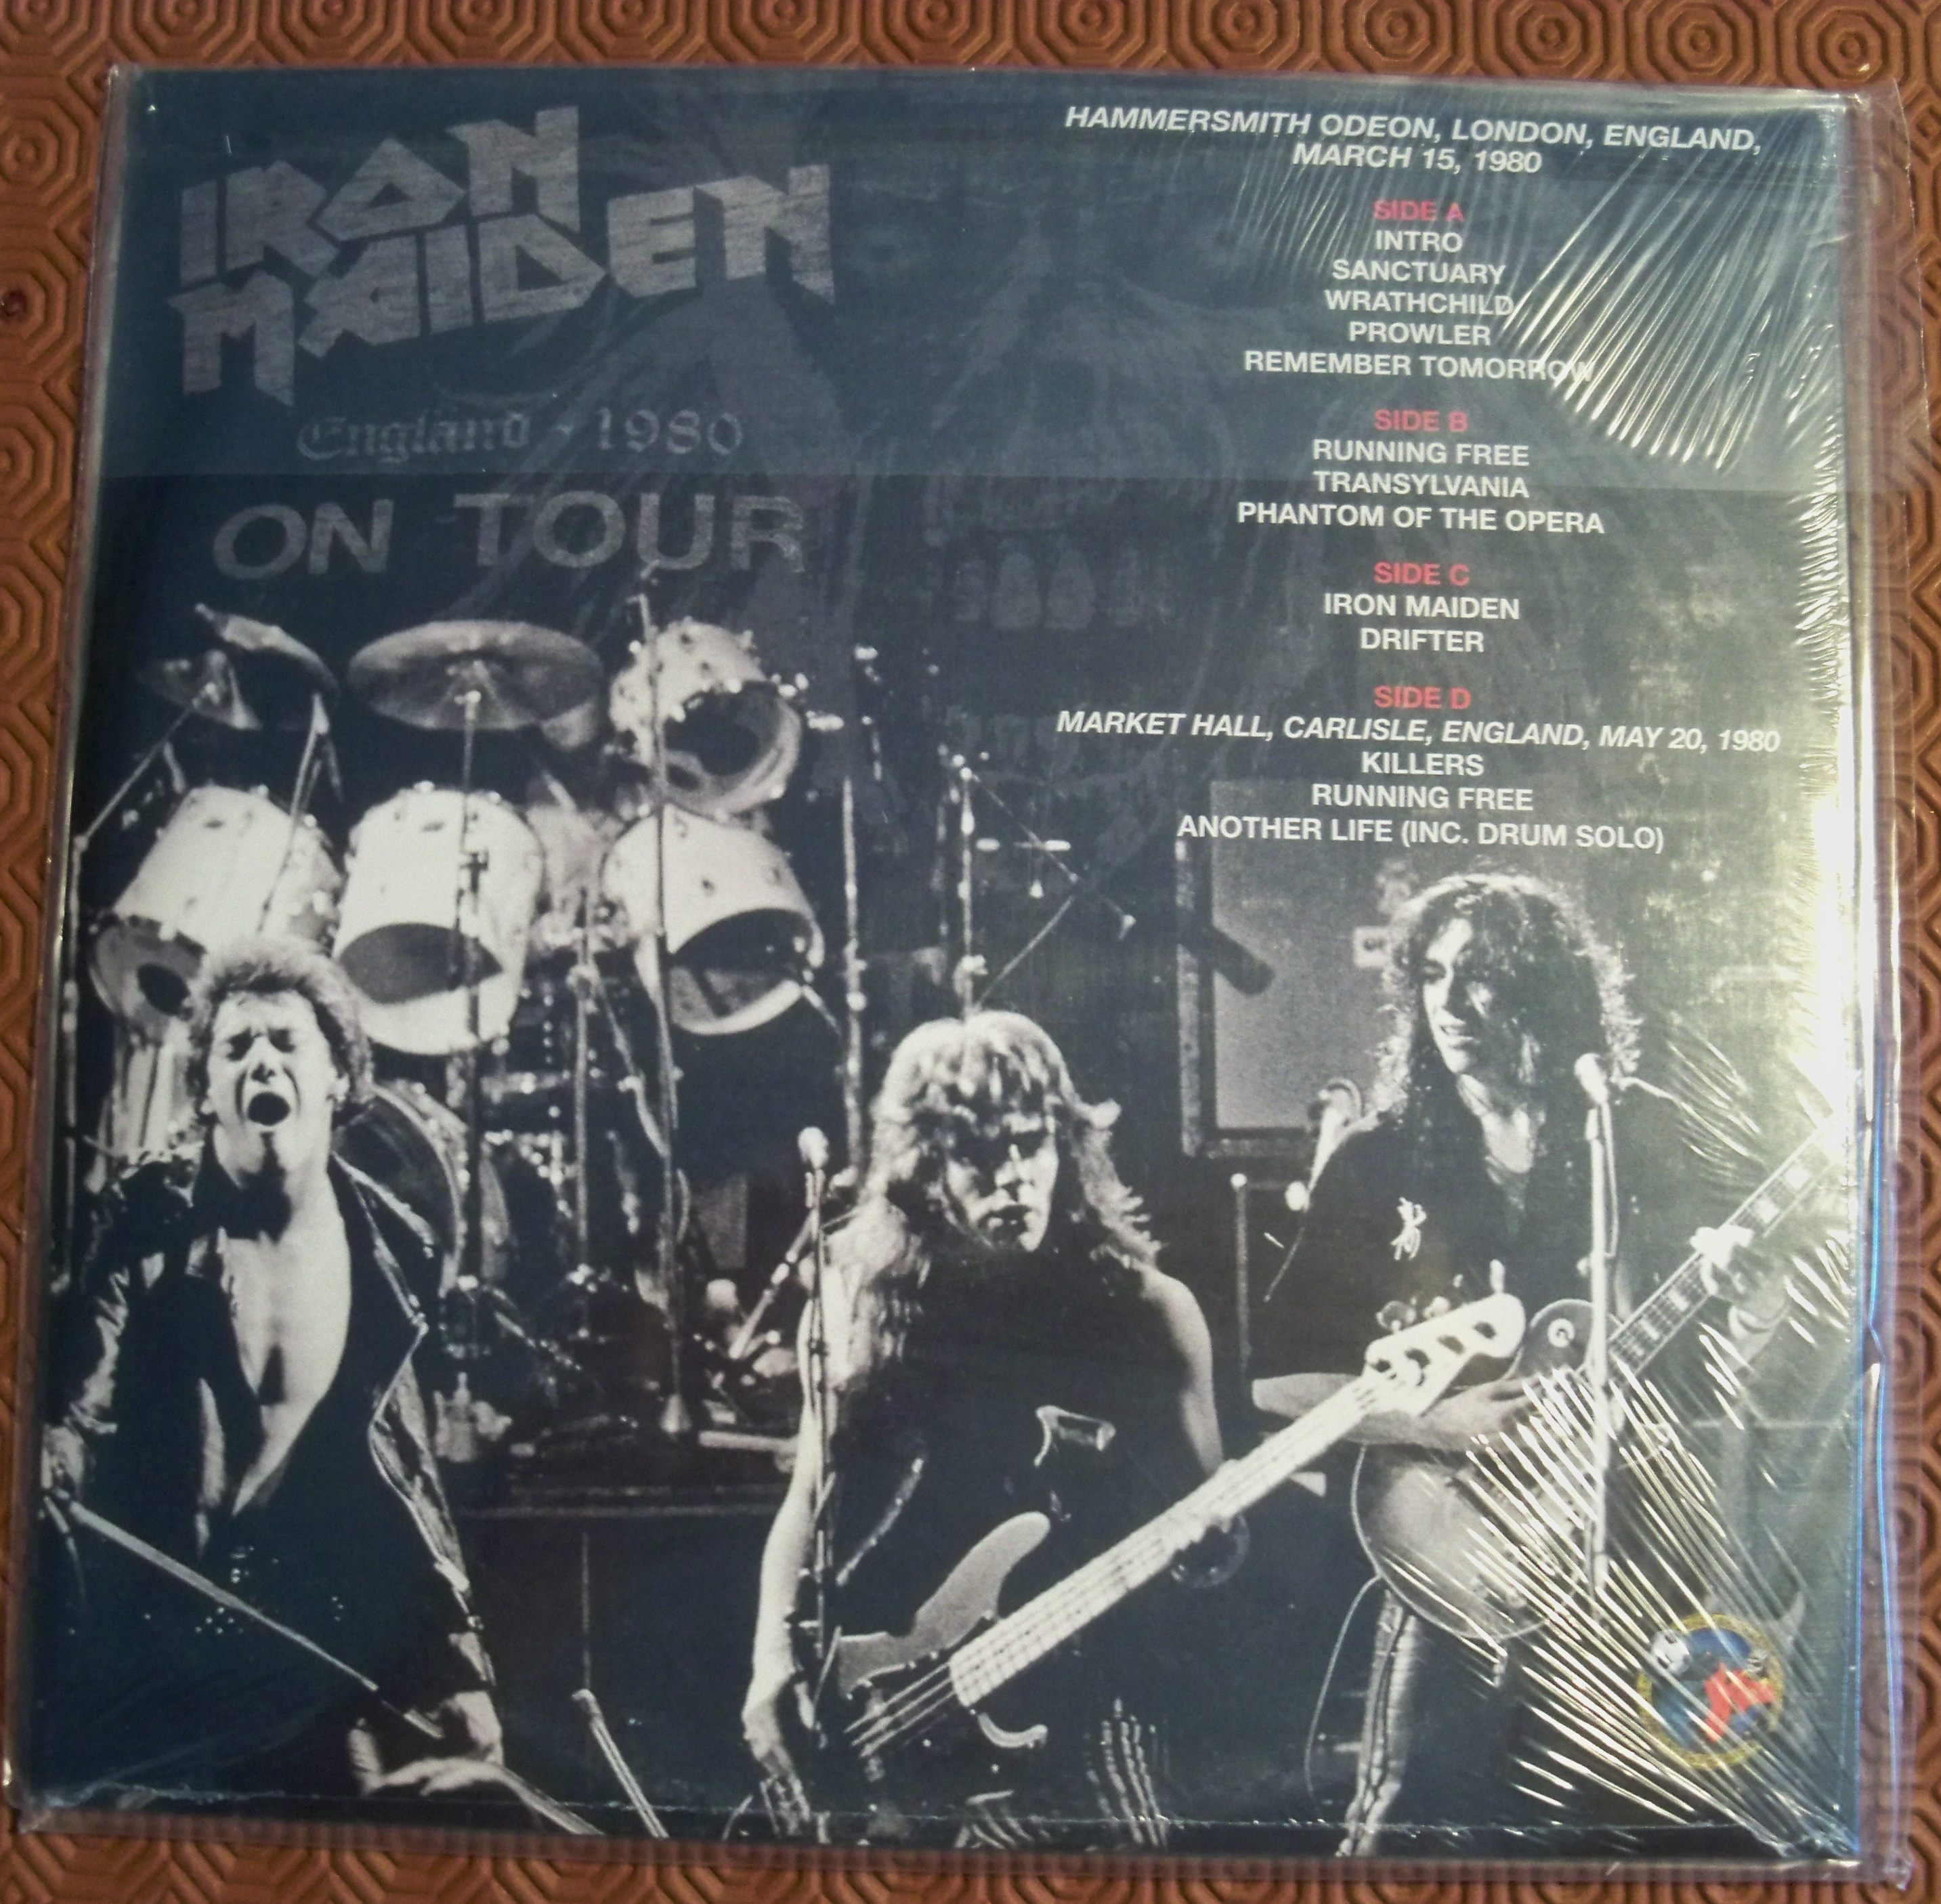 IRON
MAIDEN
England - 1980
ON TOUR
HAMMERSMITH ODEON, LONDON, ENGLAND,
MARCH 15, 1980
SIDE A
INTRO
SANCTUARY
WRATHCHILD
PROWLER
REMEMBER TOMORROW
SIDE B
RUNNING FREE
TRANSYLVANIA
PHANTOM OF THE OPERA
SIDE C
IRON MAIDEN
DRIFTER
SIDE D
MARKET HALL, CARLISLE, ENGLAND, MAY 20, 1980
KILLERS
RUNNING FREE
ANOTHER LIFE (INC. DRUM SOLO)